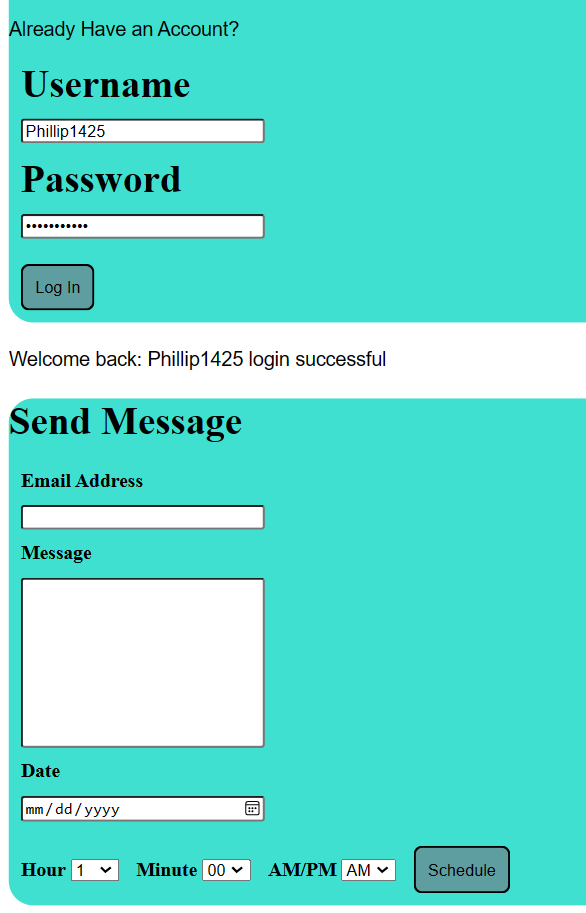 Already Have an Account?
Username
Phillip1425
Password
•••••••••••
Log In
Welcome back: Phillip1425 login successful
Send Message
Email Address
Message
Date
mm/dd/yyyy
Hour 1 Minute 00 AM/PM AM Schedule